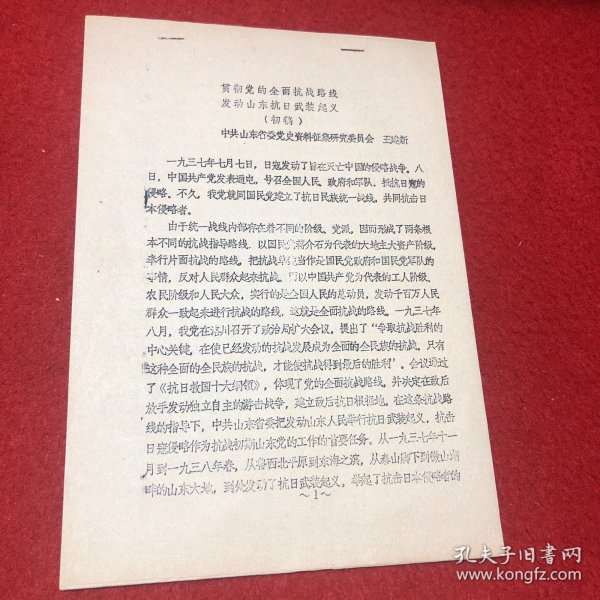 贯彻党的全面抗战路线
发动山东抗日武装起义
(初稿)
中共山东省委党史资料征集研究委员会 王
一九三七年七月七日,日寇发动了旨在灭亡中国的侵略战争。八
日,中国共产党发表通电,号召全国人民、政府和军队,抵抗日寇的
侵略。不久,我党就同国民党建立了抗日民族统一战线,共同抗击日
本侵略者。
由于统一战线内部存在着不同的阶级、党派,因而形成了两条根
本不同的抗战指导路线。以国民党蒋介石为代表的大地主大资产阶级,
奉行片面抗战的路线,把抗战单纯当作是国民党政府和国民党军队的
事情,反对人民群众起来抗战。而以中国共产党为代表的工人阶级、
农民阶级和人民大众,实行的是全国人民的总动员,发动千百万人民
群众一致起来进行抗战的路线,这就是全面抗战的路线。一九三七年
八月,我党在洛川召开了政治局扩大会议,提出了“争取抗战胜利的
中心关键,在使已经发动的抗战发展成为全面的全民族的抗战。只有
这种全面的全民族的抗战,才能使抗战得到最后的胜利”。会议通过
了《抗日救国十六纲领》,体现了党的全面抗战路线,并决定在敌后
放手发动独立自主的游击战争,建立敌后抗日根据地。在这条抗战路
线的指导下,中共山东省委把发动山东人民举行抗日武装起义,抗击
日寇侵略作为抗战初期山东党的工作的首要任务。从一九三七年十一
月到一九三八年春,从鲁西北平原到东海之滨,从泰山脚下到微山湖
畔的山东大地,到处发动了抗日武装起义,举起了抗击日本侵略者的
~1~
孔夫子旧书网
www.kongfz.com